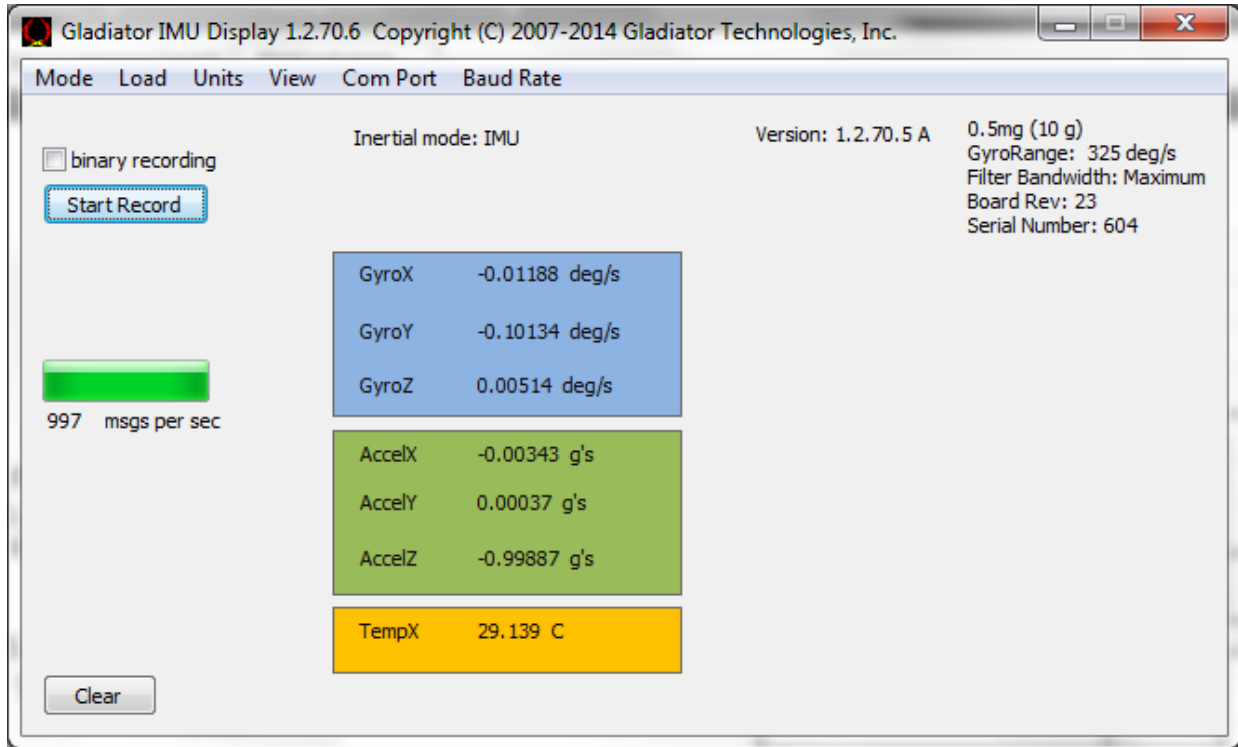 Gladiator IMU Display 1.2.70.6 Copyright (C) 2007-2014 Gladiator Technologies, Inc.
Mode Load Units View Com Port Baud Rate
binary recording
Start Record
Inertial mode: IMU
Version: 1.2.70.5 A
0.5mg (10 g)
GyroRange: 325 deg/s
Filter Bandwidth: Maximum
Board Rev: 23
Serial Number: 604
GyroX -0.01188 deg/s
GyroY -0.10134 deg/s
GyroZ 0.00514 deg/s
997 msgs per sec
AccelX -0.00343 g's
AccelY 0.00037 g's
AccelZ -0.99887 g's
TempX 29.139 C
Clear